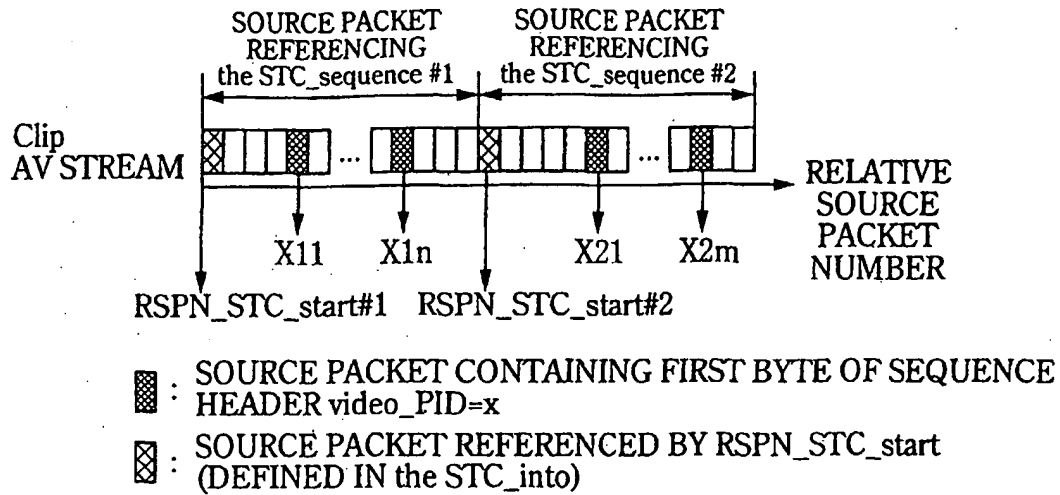 SOURCE PACKET
REFERENCING
the STC_sequence #1
SOURCE PACKET
REFERENCING
the STC_sequence #2
Clip
AV STREAM
...
...
RELATIVE
SOURCE
PACKET
NUMBER
X11
X1n
X21
X2m
RSPN_STC_start#1
RSPN_STC_start#2
: SOURCE PACKET CONTAINING FIRST BYTE OF SEQUENCE
HEADER video_PID=x
: SOURCE PACKET REFERENCED BY RSPN_STC_start
(DEFINED IN the STC_into)